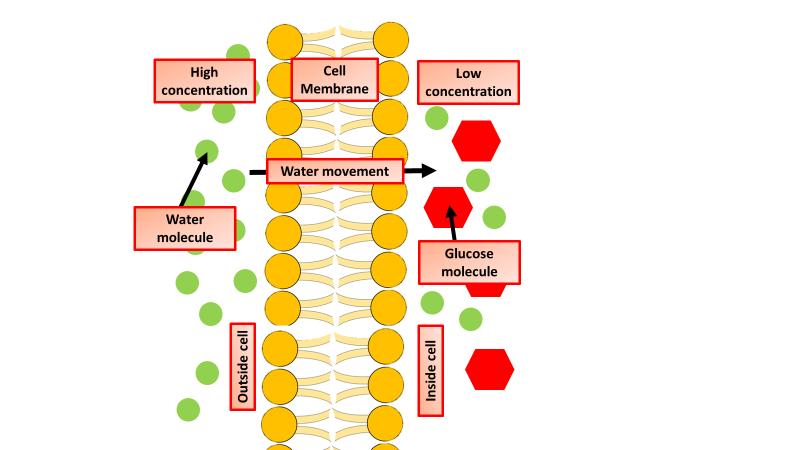 High
concentration
Cell
Membrane
Low
concentration
Water movement
Water
molecule
Glucose
molecule
Outside cell
Inside cell